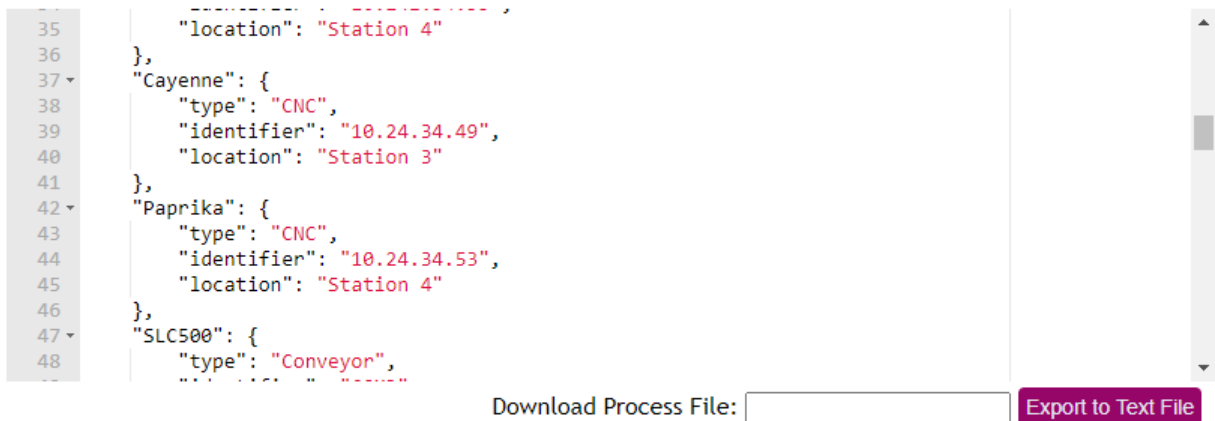 35 "location": "Station 4"
36 },
37 "Cayenne": {
38 "type": "CNC",
39 "identifier": "10.24.34.49",
40 "location": "Station 3"
41 },
42 "Paprika": {
43 "type": "CNC",
44 "identifier": "10.24.34.53",
45 "location": "Station 4"
46 },
47 "SLC500": {
48 "type": "Conveyor",
Download Process File: Export to Text File